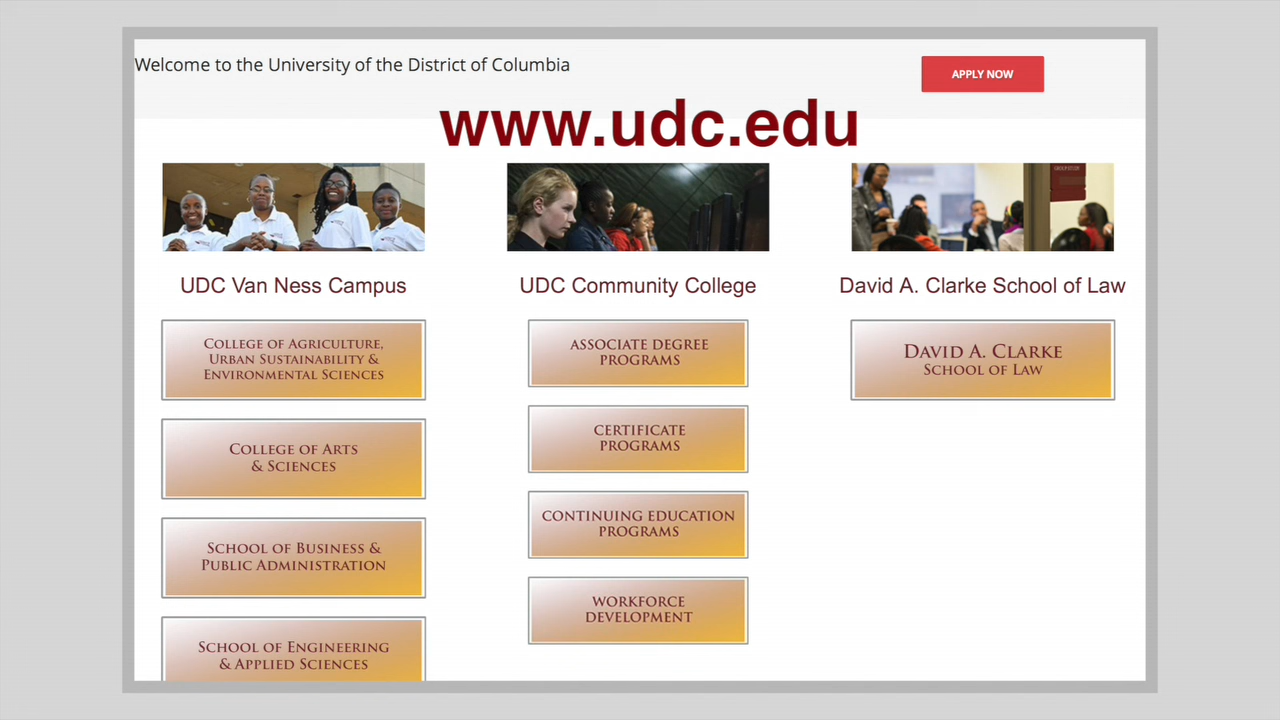 Welcome to the University of the District of Columbia
APPLY NOW
www.udc.edu
UDC Van Ness Campus
COLLEGE OF AGRICULTURE,
URBAN SUSTAINABILITY &
ENVIRONMENTAL SCIENCES
COLLEGE OF ARTS
& SCIENCES
SCHOOL OF BUSINESS &
PUBLIC ADMINISTRATION
SCHOOL OF ENGINEERING
& APPLIED SCIENCES
UDC Community College
ASSOCIATE DEGREE
PROGRAMS
CERTIFICATE
PROGRAMS
CONTINUING EDUCATION
PROGRAMS
WORKFORCE
DEVELOPMENT
David A. Clarke School of Law
DAVID A. CLARKE
SCHOOL OF LAW